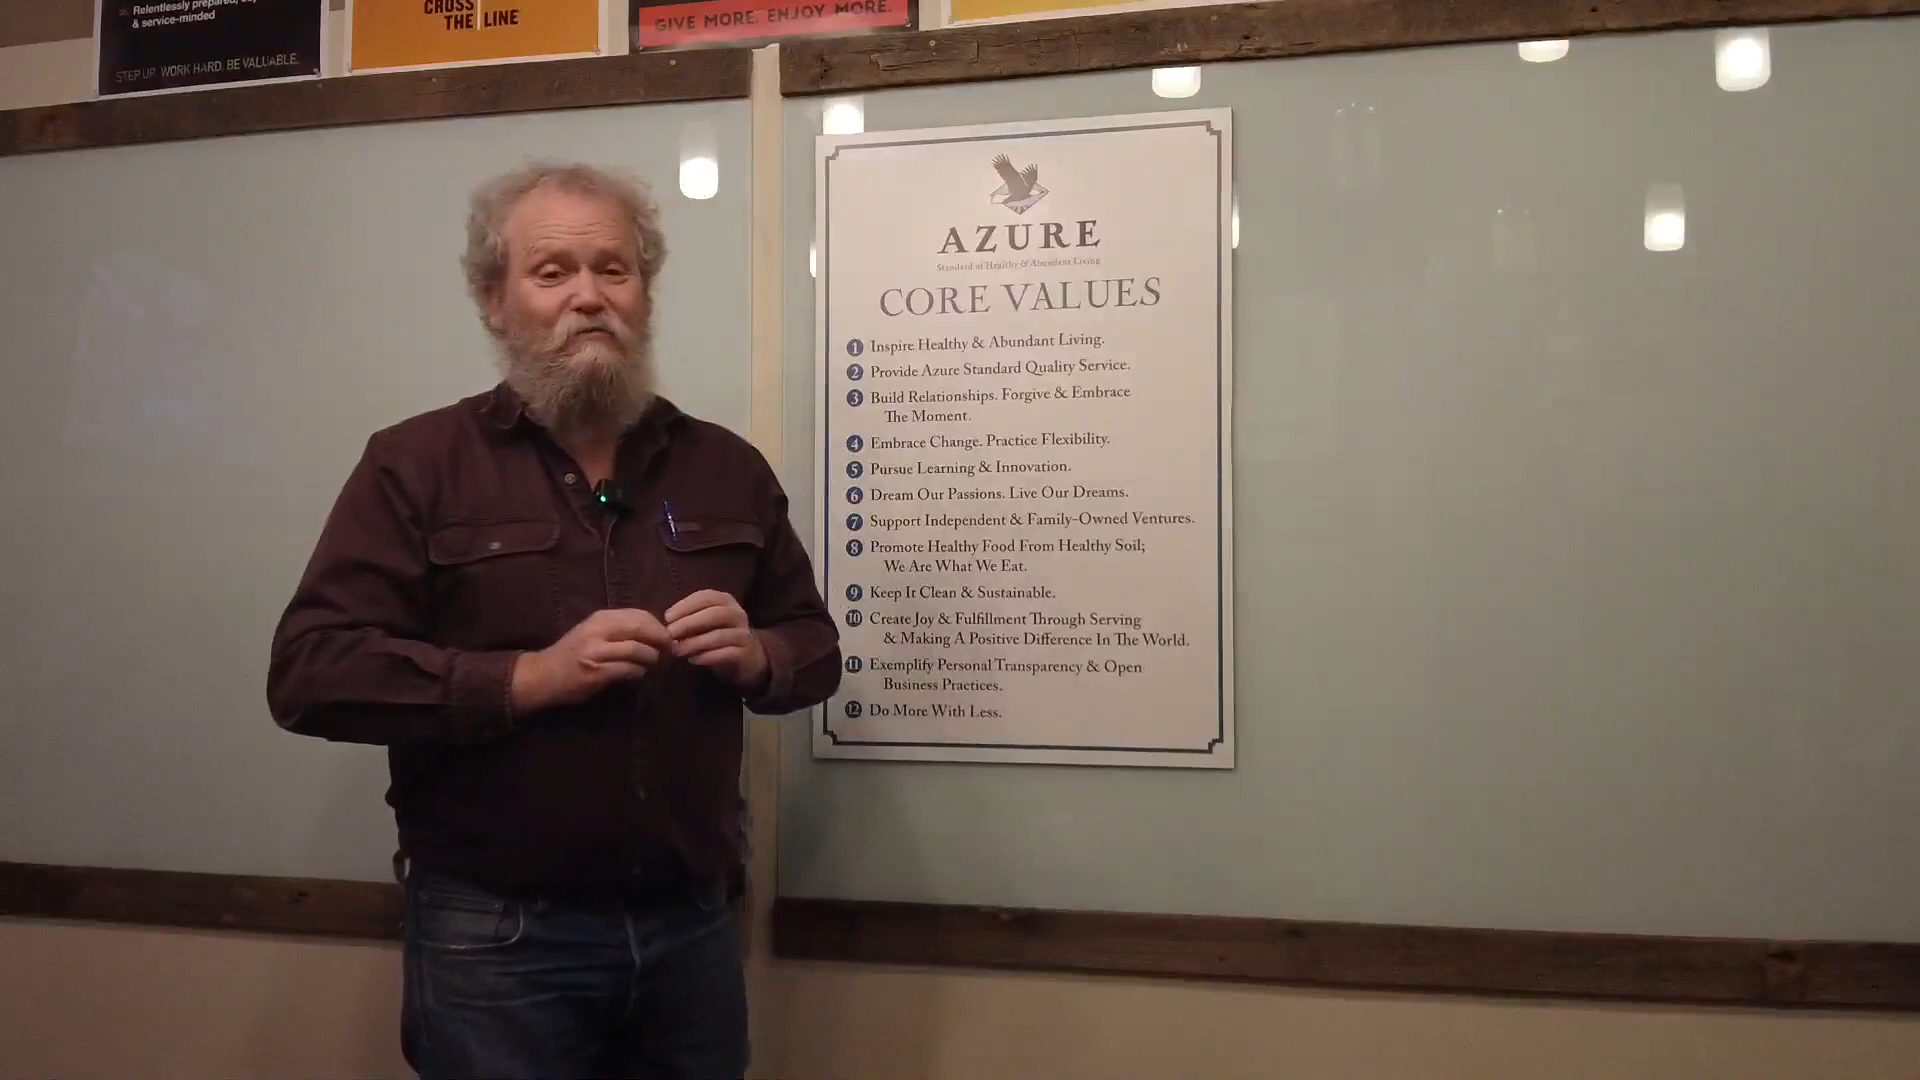 Relentlessly prepared,
& service-minded
STEP UP. WORK HARD. BE VALUABLE.
CROSS
THE LINE
GIVE MORE. ENJOY MORE.
AZURE
Standard of Healthy & Abundant Living
CORE VALUES
1 Inspire Healthy & Abundant Living.
2 Provide Azure Standard Quality Service.
3 Build Relationships. Forgive & Embrace
The Moment.
4 Embrace Change. Practice Flexibility.
5 Pursue Learning & Innovation.
6 Dream Our Passions. Live Our Dreams.
7 Support Independent & Family-Owned Ventures.
8 Promote Healthy Food From Healthy Soil;
We Are What We Eat.
9 Keep It Clean & Sustainable.
10 Create Joy & Fulfillment Through Serving
& Making A Positive Difference In The World.
11 Exemplify Personal Transparency & Open
Business Practices.
12 Do More With Less.